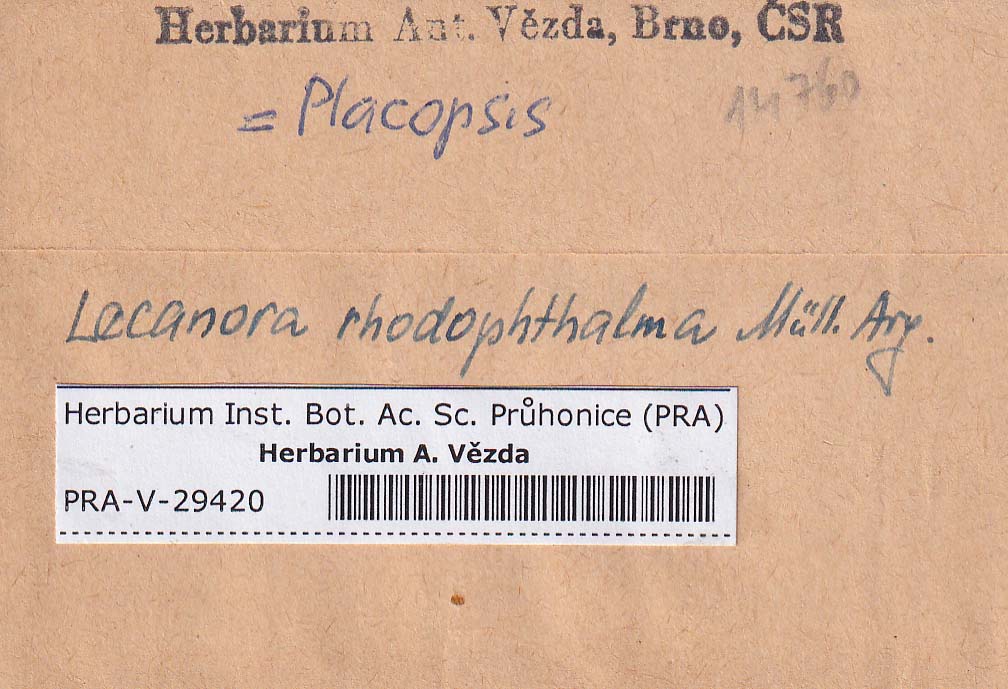 Herbarium Ant. Vězda, Brno, ČSR
= Placopsis
14760
Lecanora rhodophthalma Müll. Arg.
Herbarium Inst. Bot. Ac. Sc. Průhonice (PRA)
Herbarium A. Vězda
PRA-V-29420